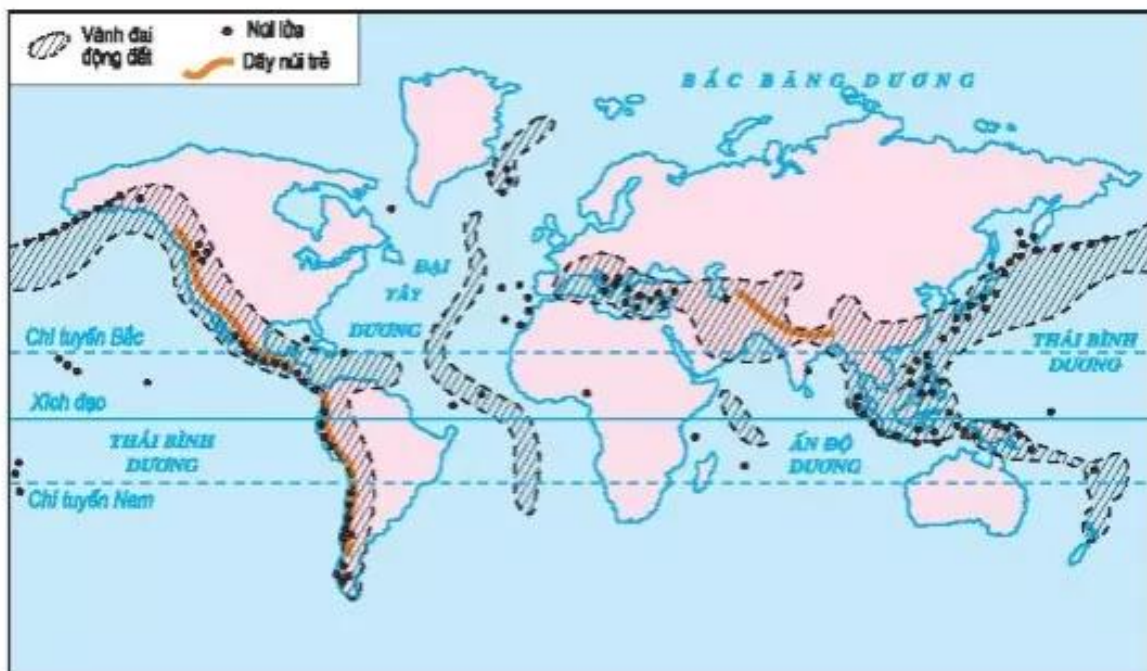 Vành đai
động đất
Núi lửa
Dãy núi trẻ
BẮC BĂNG DƯƠNG
ĐẠI
TÂY
DƯƠNG
Chí tuyến Bắc
THÁI BÌNH
DƯƠNG
Xích đạo
THÁI BÌNH
DƯƠNG
ẤN ĐỘ
DƯƠNG
Chí tuyến Nam